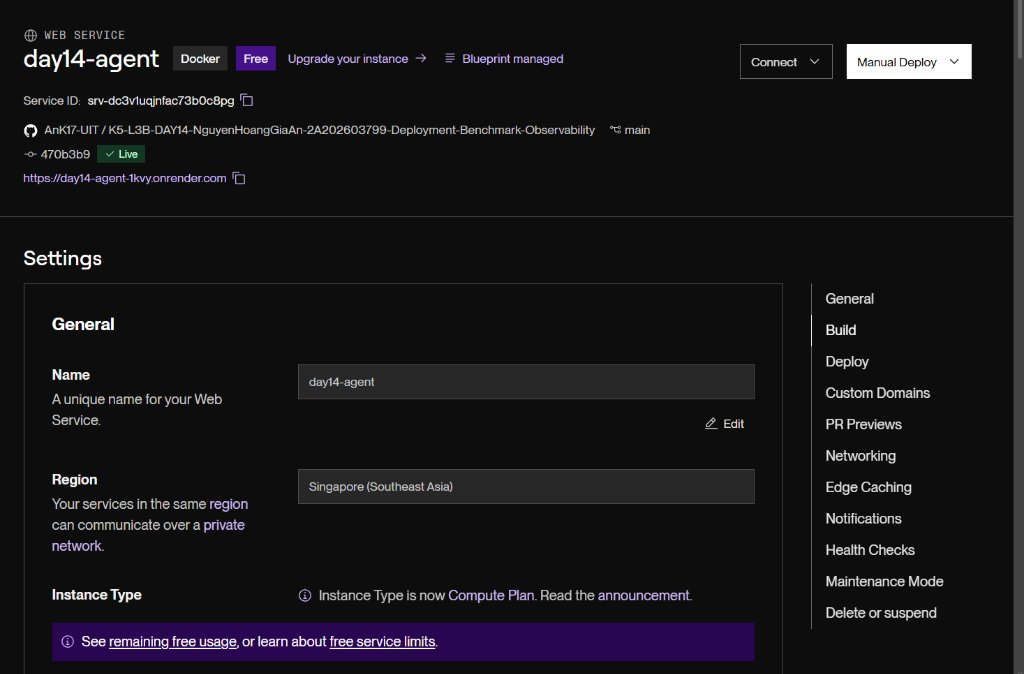 WEB SERVICE
day14-agent Docker Free Upgrade your instance → Blueprint managed Connect Manual Deploy
Service ID: srv-dc3v1uqjnfac73b0c8pg
AnK17-UIT / K5-L3B-DAY14-NguyenHoangGiaAn-2A202603799-Deployment-Benchmark-Observability main
470b3b9 ✓ Live
https://day14-agent-1kvy.onrender.com
Settings
General
Name
A unique name for your Web
Service.
day14-agent
Edit
Region
Your services in the same region
can communicate over a private
network.
Singapore (Southeast Asia)
Instance Type
Instance Type is now Compute Plan. Read the announcement.
See remaining free usage, or learn about free service limits.
General
Build
Deploy
Custom Domains
PR Previews
Networking
Edge Caching
Notifications
Health Checks
Maintenance Mode
Delete or suspend